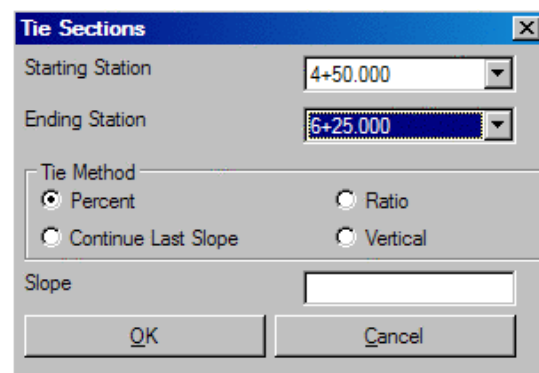 Tie Sections
Starting Station 4+50.000
Ending Station 6+25.000
Tie Method
Percent Ratio
Continue Last Slope Vertical
Slope
OK Cancel